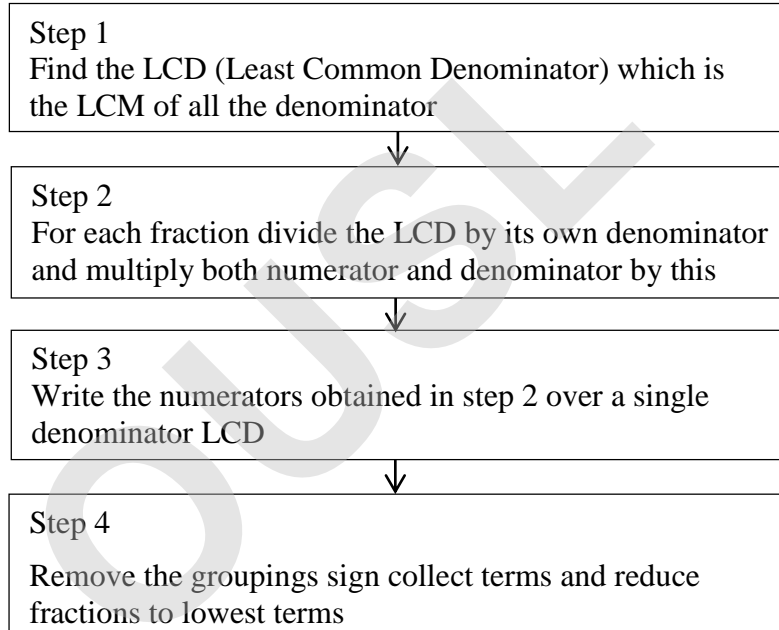 Step 1
Find the LCD (Least Common Denominator) which is
the LCM of all the denominator
Step 2
For each fraction divide the LCD by its own denominator
and multiply both numerator and denominator by this
Step 3
Write the numerators obtained in step 2 over a single
denominator LCD
Step 4
Remove the groupings sign collect terms and reduce
fractions to lowest terms
OUSL